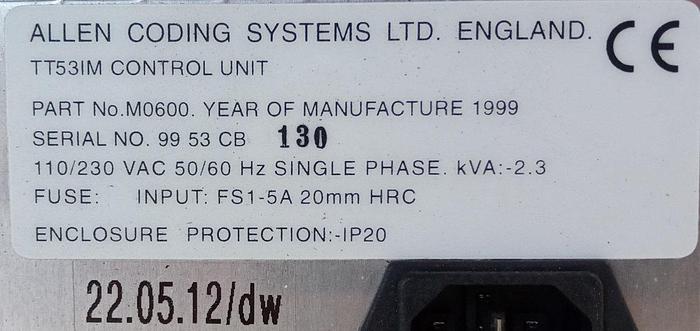 ALLEN CODING SYSTEMS LTD. ENGLAND. CE
TT53IM CONTROL UNIT
PART No.M0600. YEAR OF MANUFACTURE 1999
SERIAL NO. 99 53 CB 130
110/230 VAC 50/60 Hz SINGLE PHASE. kVA:-2.3
FUSE: INPUT: FS1-5A 20mm HRC
ENCLOSURE PROTECTION:-IP20
22.05.12/dw